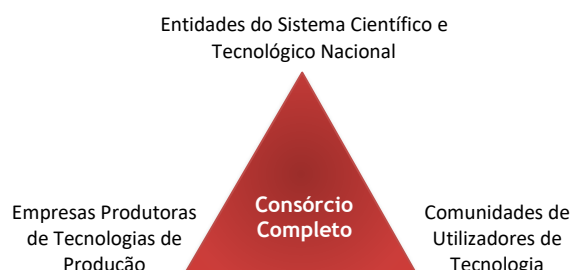 Entidades do Sistema Científico e
Tecnológico Nacional
Consórcio
Completo
Empresas Produtoras
de Tecnologias de
Produção
Comunidades de
Utilizadores de
Tecnologia